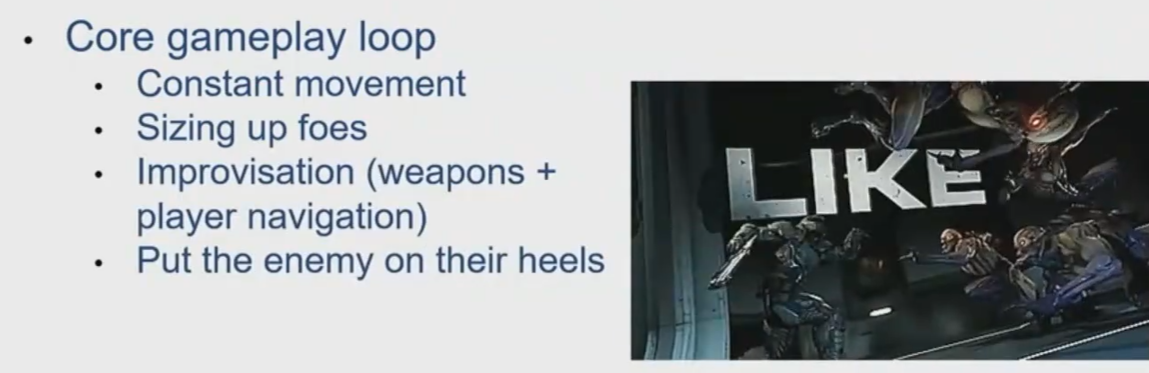 • Core gameplay loop
• Constant movement
• Sizing up foes
• Improvisation (weapons +
player navigation)
• Put the enemy on their heels
LIKE